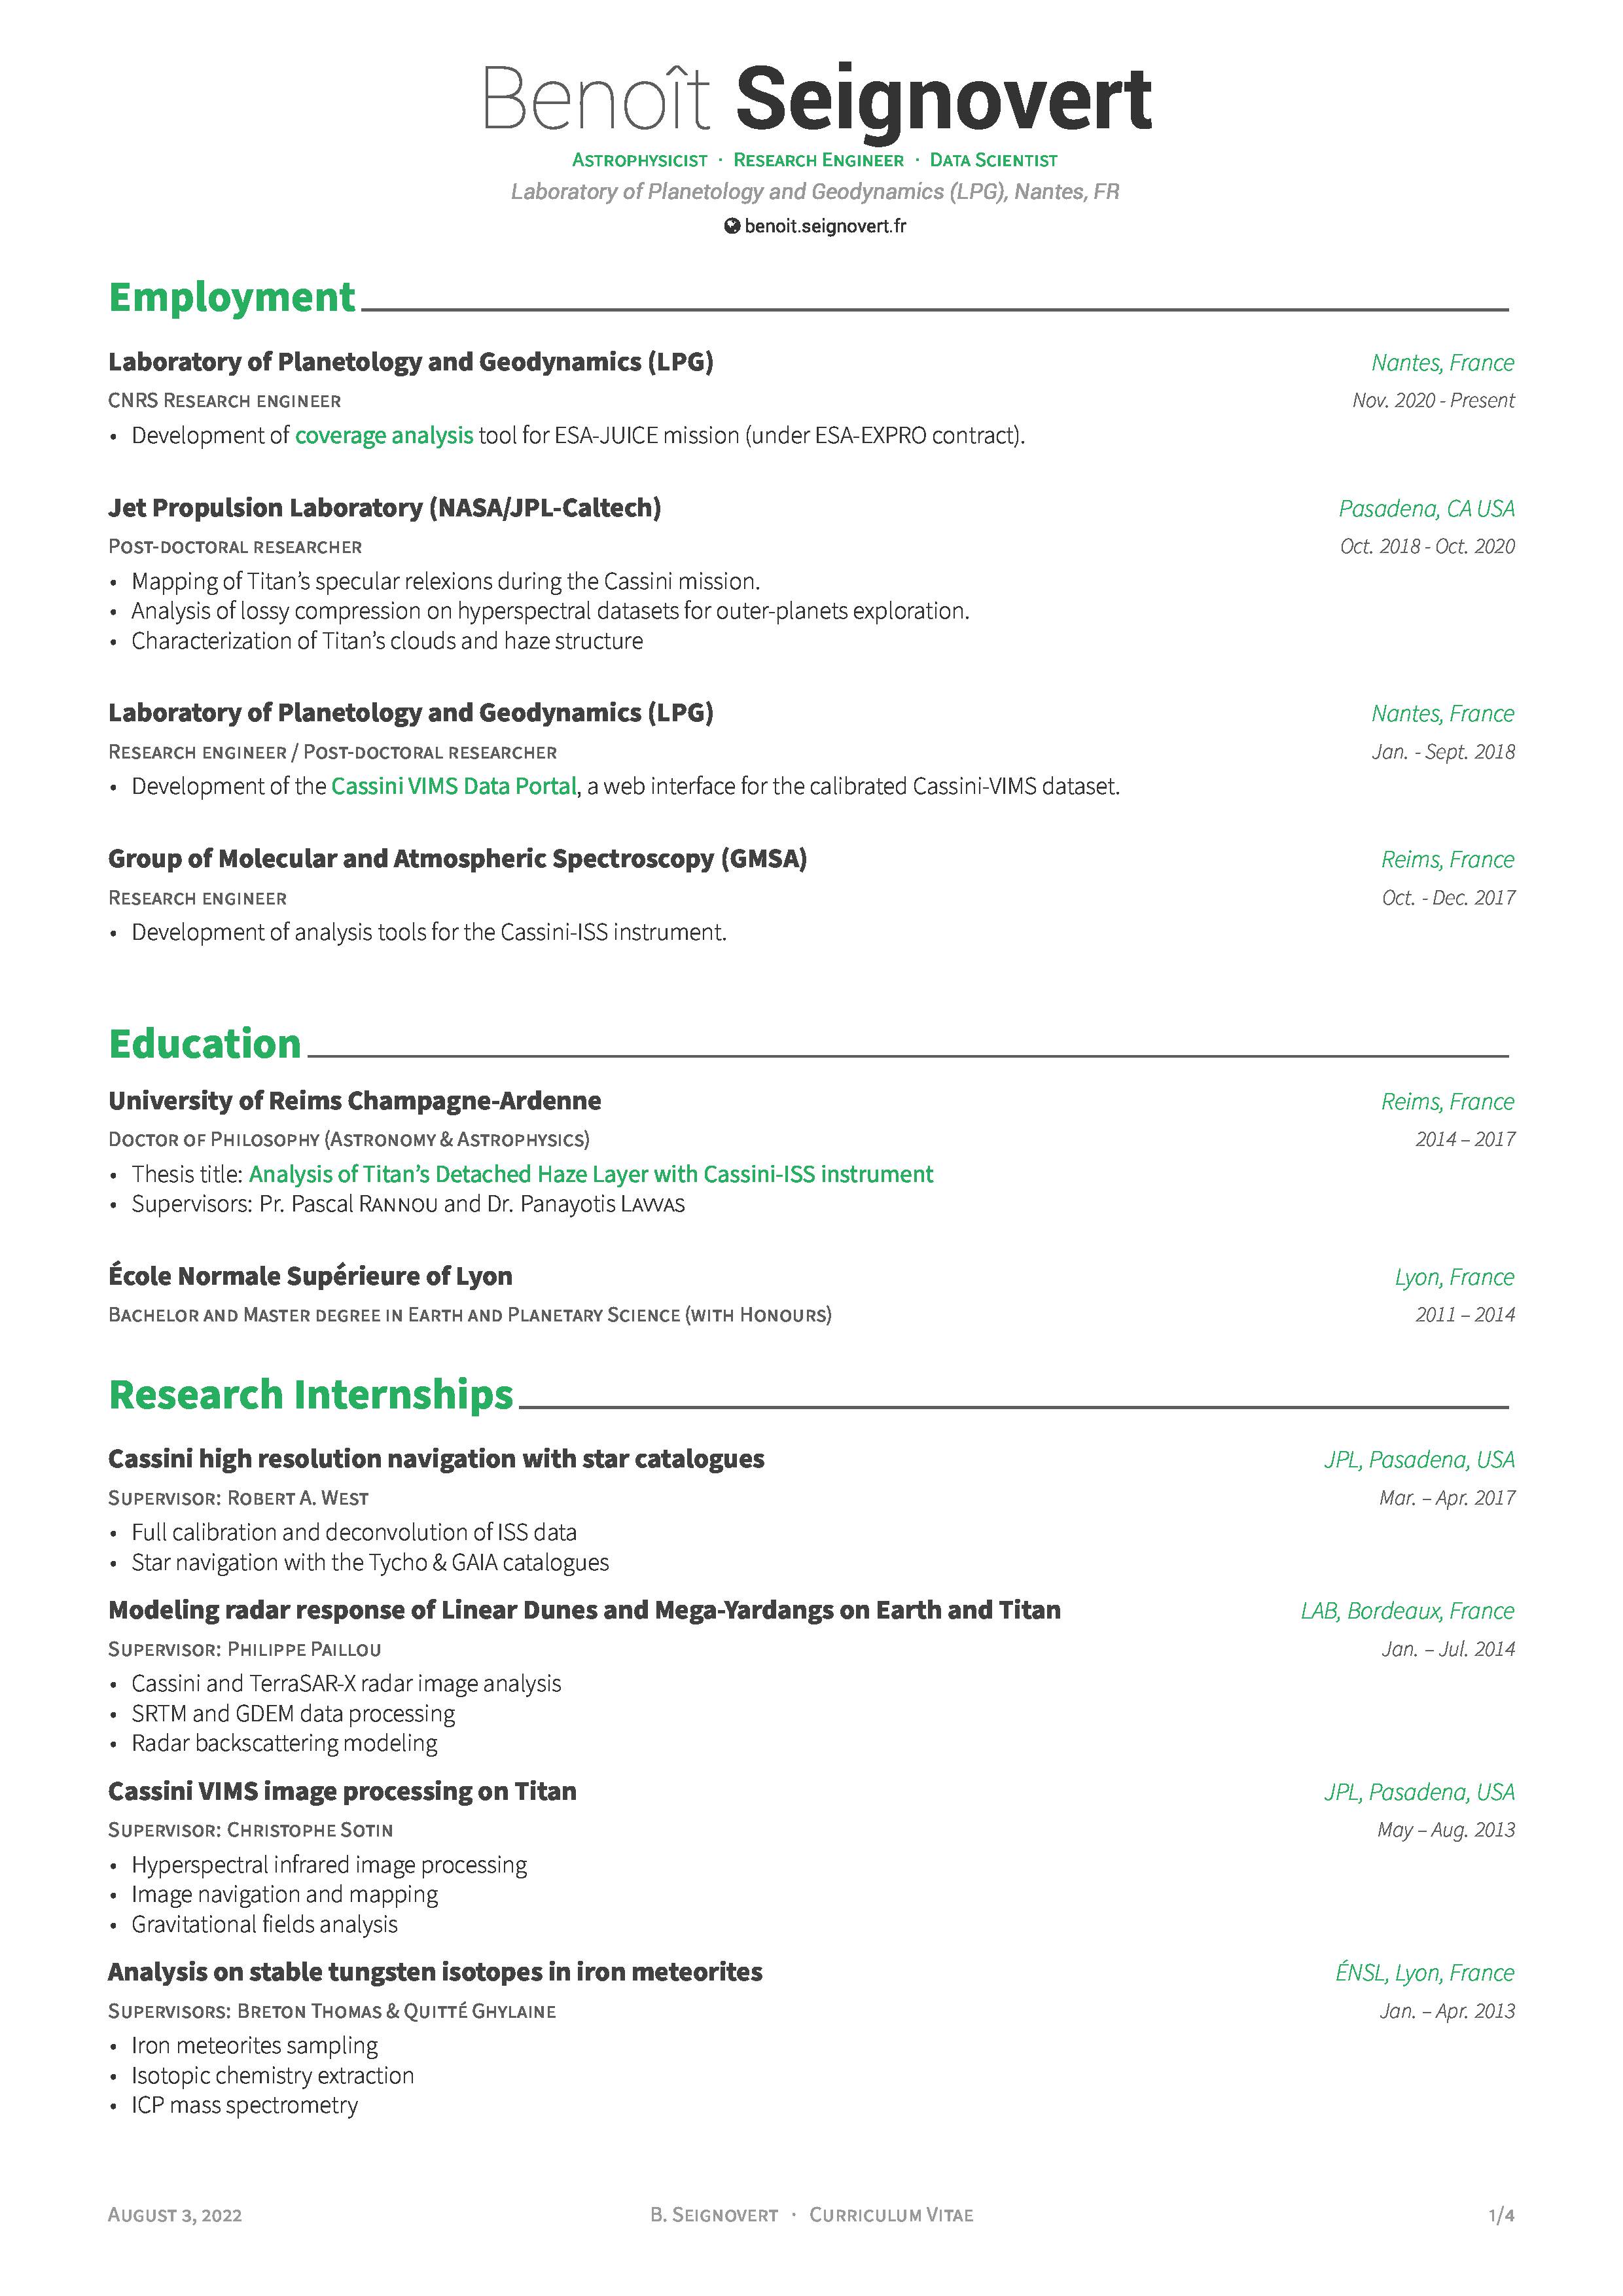 Benoît Seignovert
Astrophysicist · Research Engineer · Data Scientist
Laboratory of Planetology and Geodynamics (LPG), Nantes, FR
benoit.seignovert.fr
Employment
Laboratory of Planetology and Geodynamics (LPG) Nantes, France
CNRS Research engineer Nov. 2020 - Present
• Development of coverage analysis tool for ESA-JUICE mission (under ESA-EXPRO contract).
Jet Propulsion Laboratory (NASA/JPL-Caltech) Pasadena, CA USA
Post-doctoral researcher Oct. 2018 - Oct. 2020
• Mapping of Titan's specular relexions during the Cassini mission.
• Analysis of lossy compression on hyperspectral datasets for outer-planets exploration.
• Characterization of Titan's clouds and haze structure
Laboratory of Planetology and Geodynamics (LPG) Nantes, France
Research engineer / Post-doctoral researcher Jan. - Sept. 2018
• Development of the Cassini VIMS Data Portal, a web interface for the calibrated Cassini-VIMS dataset.
Group of Molecular and Atmospheric Spectroscopy (GMSA) Reims, France
Research engineer Oct. - Dec. 2017
• Development of analysis tools for the Cassini-ISS instrument.
Education
University of Reims Champagne-Ardenne Reims, France
Doctor of Philosophy (Astronomy & Astrophysics) 2014 – 2017
• Thesis title: Analysis of Titan's Detached Haze Layer with Cassini-ISS instrument
• Supervisors: Pr. Pascal Rannou and Dr. Panayotis Lavvas
École Normale Supérieure of Lyon Lyon, France
Bachelor and Master degree in Earth and Planetary Science (with Honours) 2011 – 2014
Research Internships
Cassini high resolution navigation with star catalogues JPL, Pasadena, USA
Supervisor: Robert A. West Mar. – Apr. 2017
• Full calibration and deconvolution of ISS data
• Star navigation with the Tycho & GAIA catalogues
Modeling radar response of Linear Dunes and Mega-Yardangs on Earth and Titan LAB, Bordeaux, France
Supervisor: Philippe Paillou Jan. – Jul. 2014
• Cassini and TerraSAR-X radar image analysis
• SRTM and GDEM data processing
• Radar backscattering modeling
Cassini VIMS image processing on Titan JPL, Pasadena, USA
Supervisor: Christophe Sotin May – Aug. 2013
• Hyperspectral infrared image processing
• Image navigation and mapping
• Gravitational fields analysis
Analysis on stable tungsten isotopes in iron meteorites ÉNSL, Lyon, France
Supervisors: Breton Thomas & Quitté Ghylaine Jan. – Apr. 2013
• Iron meteorites sampling
• Isotopic chemistry extraction
• ICP mass spectrometry
August 3, 2022 B. Seignovert · Curriculum Vitae 1/4